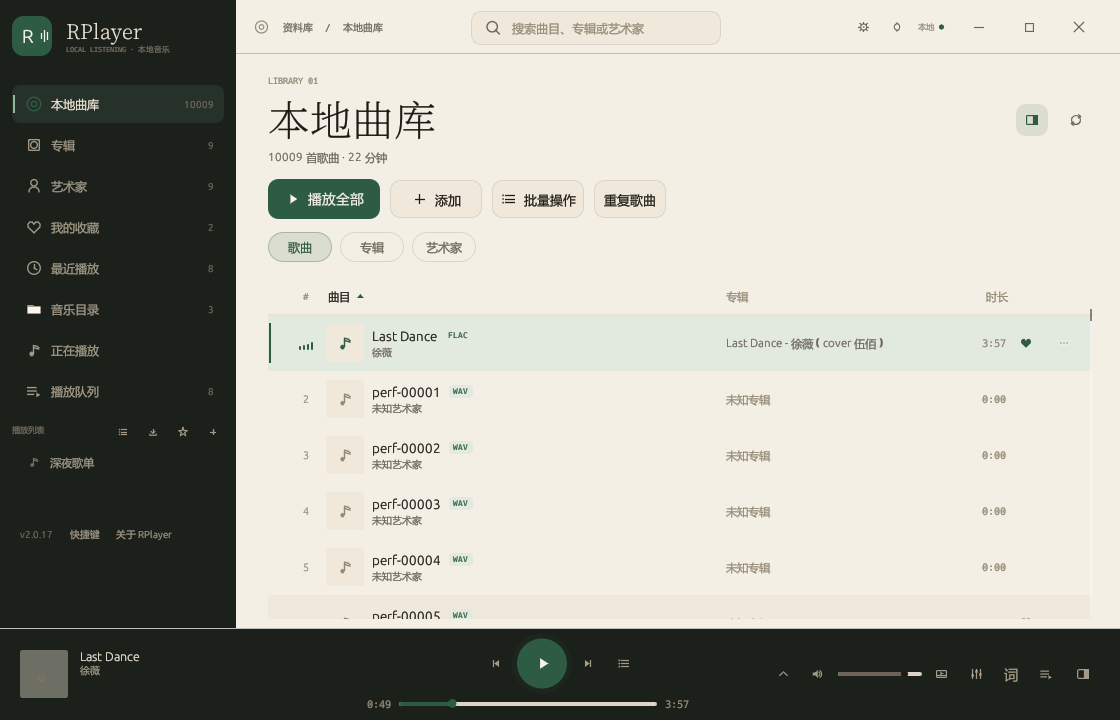 R
RPlayer
LOCAL LISTENING · 本地音乐
本地曲库 10009
专辑 9
艺术家 9
我的收藏 2
最近播放 8
音乐目录 3
正在播放
播放队列 8
播放列表
深夜歌单
v2.0.17 快捷键 关于 RPlayer
资料库 / 本地曲库
搜索曲目、专辑或艺术家
本地
LIBRARY 01
本地曲库
10009 首歌曲 · 22 分钟
播放全部 添加 批量操作 重复歌曲
歌曲 专辑 艺术家
# 曲目 专辑 时长
Last Dance FLAC
徐薇
Last Dance - 徐薇 ( cover 伍佰 ) 3:57
2 perf-00001 WAV
未知艺术家
未知专辑 0:00
3 perf-00002 WAV
未知艺术家
未知专辑 0:00
4 perf-00003 WAV
未知艺术家
未知专辑 0:00
5 perf-00004 WAV
未知艺术家
未知专辑 0:00
perf-00005 WAV
Last Dance
徐薇
0:49 3:57
词